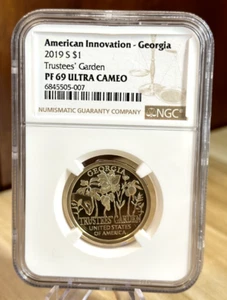 American Innovation - Georgia
2019 S $1
Trustees' Garden
PF 69 ULTRA CAMEO
6845505-007
NUMISMATIC GUARANTY COMPANY
NGC
GEORGIA
TRUSTEES' GARDEN
UNITED STATES
OF AMERICA